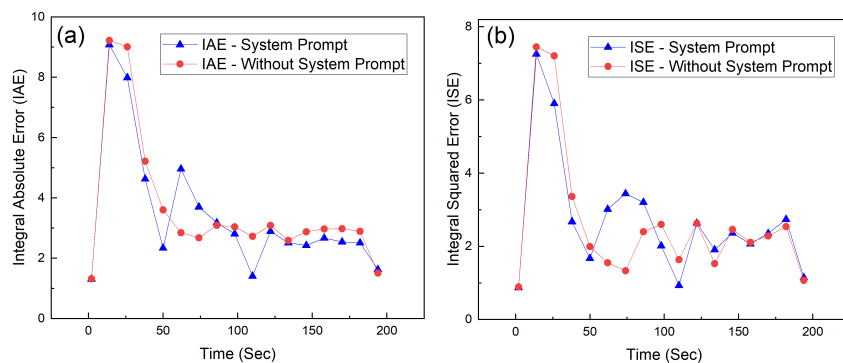 (a)
IAE - System Prompt
IAE - Without System Prompt
Integral Absolute Error (IAE)
10
8
6
4
2
0
0
50
100
150
200
Time (Sec)
(b)
ISE - System Prompt
ISE - Without System Prompt
Integral Squared Error (ISE)
8
6
4
2
0
0
50
100
150
200
Time (Sec)